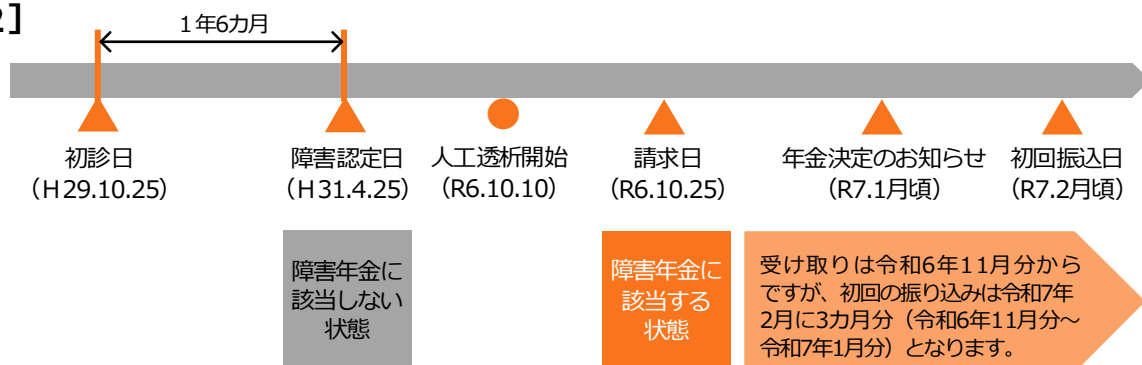 2]
1年6カ月
初診日
(H29.10.25)
障害認定日
(H31.4.25)
人工透析開始
(R6.10.10)
請求日
(R6.10.25)
年金決定のお知らせ
(R7.1月頃)
初回振込日
(R7.2月頃)
障害年金に
該当しない
状態
障害年金に
該当する
状態
受け取りは令和6年11月分から
ですが、初回の振り込みは令和7年
2月に3カ月分（令和6年11月分～
令和7年1月分）となります。